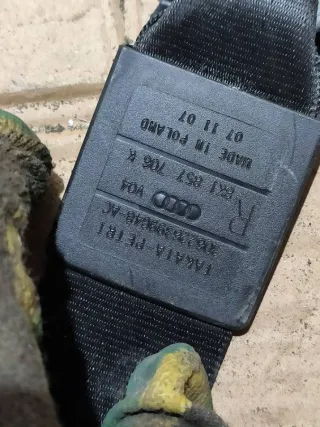 TAKATA-PETRI
R V04
8K1 857 706 K
MADE IN POLAND
07 11 07